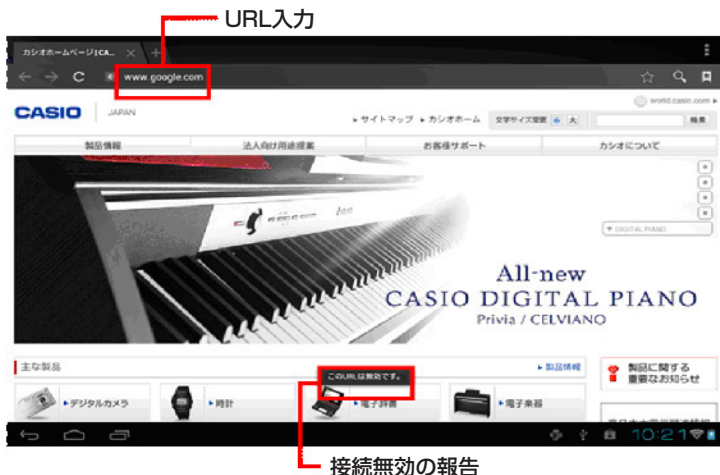 URL入力
カシオホームページ|CA...
www.google.com
world.casio.com
CASIO JAPAN
サイトマップ カシオホーム 文字サイズ変更 小 大 検索
製品情報 法人向け用途提案 お客様サポート カシオについて
DIGITAL PIANO
All-new
CASIO DIGITAL PIANO
Privia / CELVIANO
主な製品 製品情報
このURLは無効です。
製品に関する
重要なお知らせ
デジタルカメラ 時計 電子辞書 電子楽器
10:21
接続無効の報告